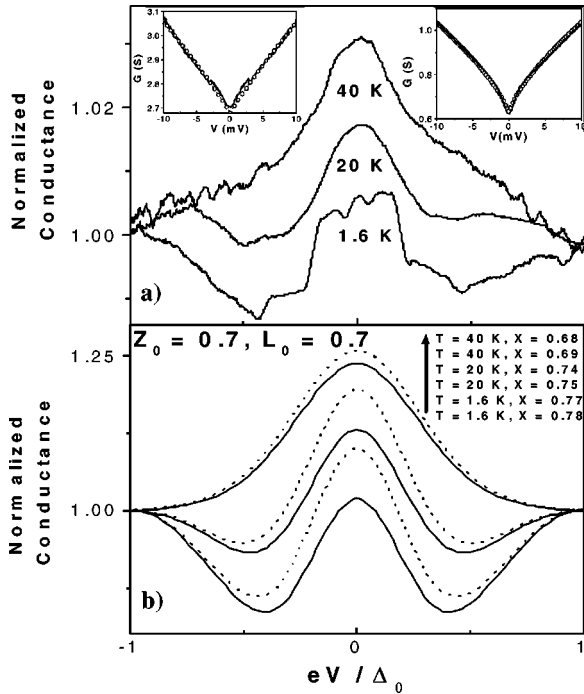 3.1
3.0
2.9
2.8
2.7
G (S)
-10 -5 0 5 10
V (mV)
1.0
0.8
0.6
G (S)
-10 -5 0 5 10
V(mV)
a)
40 K
20 K
1.6 K
1.02
1.00
Normalized
Conductance
Z0 = 0.7, L0 = 0.7
T = 40 K, X = 0.68
T = 40 K, X = 0.69
T = 20 K, X = 0.74
T = 20 K, X = 0.75
T = 1.6 K, X = 0.77
T = 1.6 K, X = 0.78
1.25
1.00
Normalized
Conductance
b)
-1 0 1
eV / Δ0